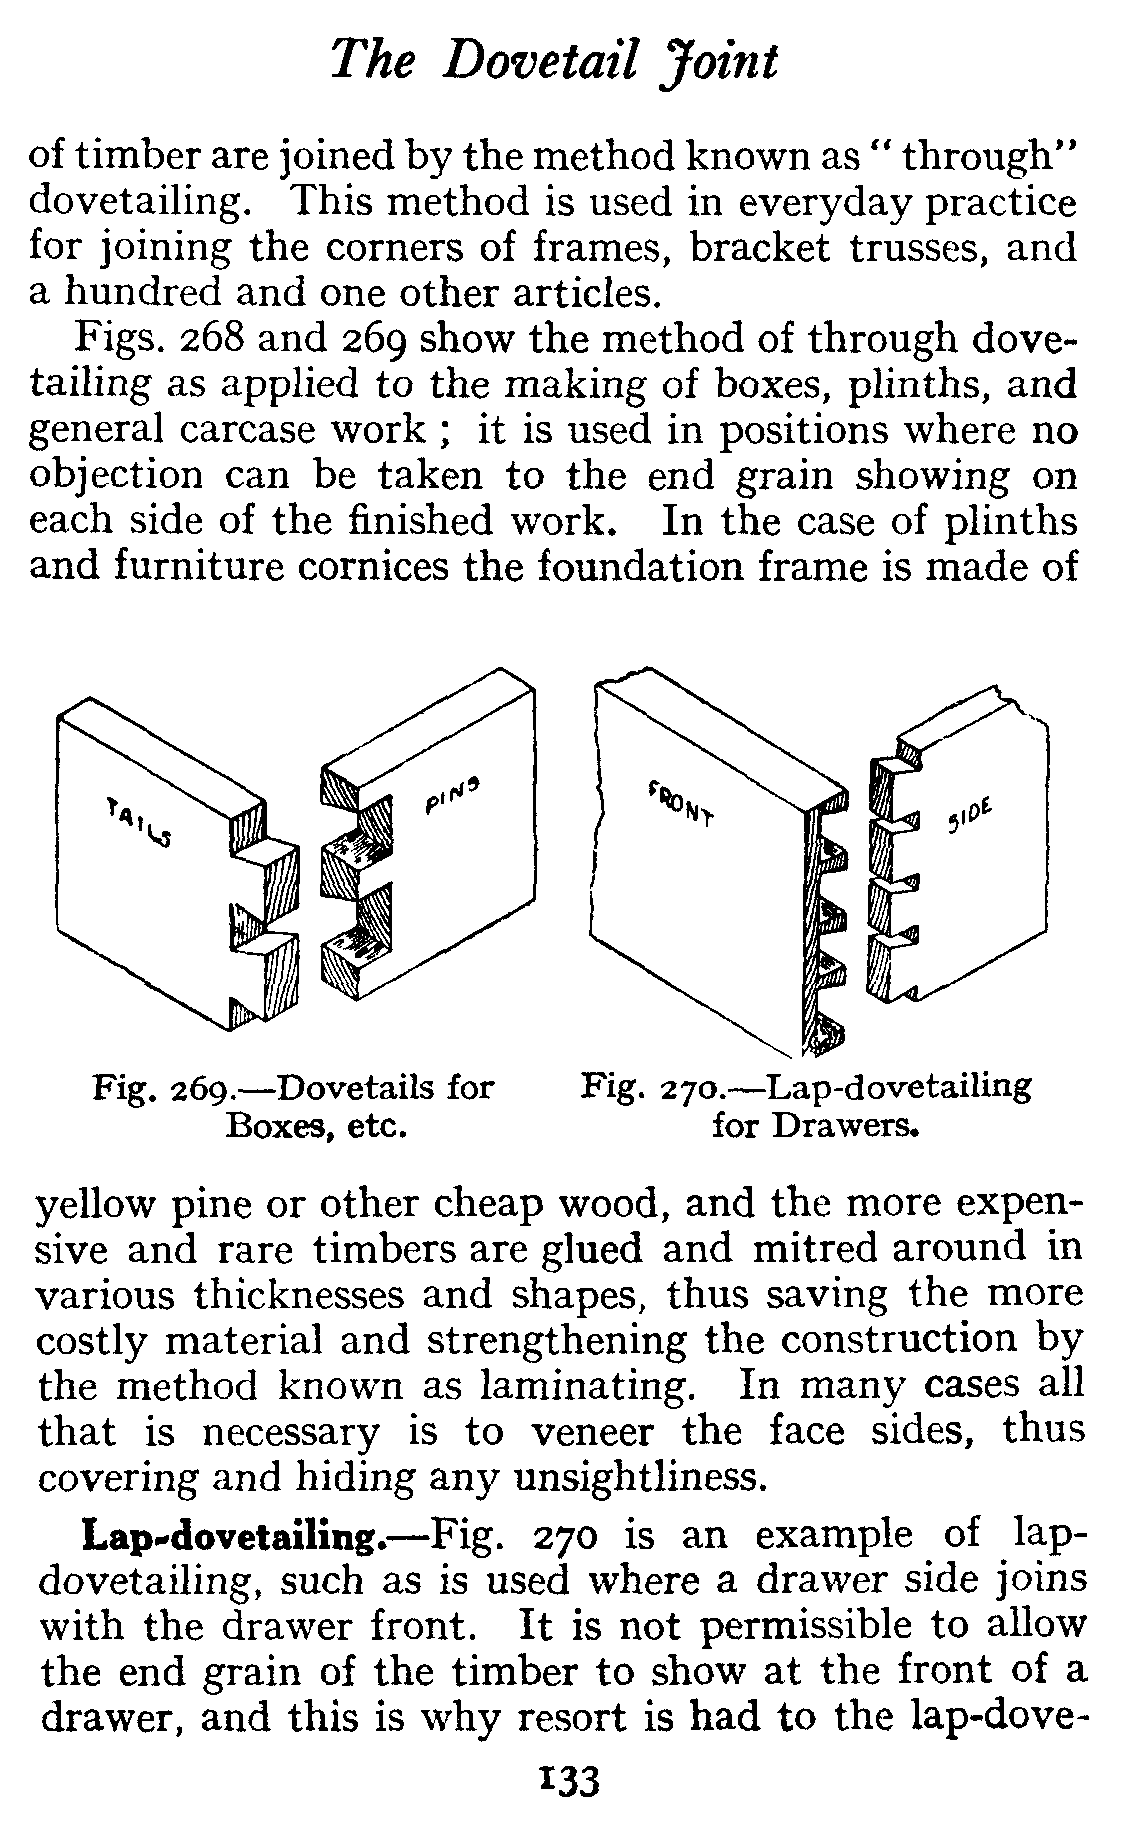 The Dovetail Joint
of timber are joined by the method known as “ through”
dovetailing. This method is used in everyday practice
for joining the corners of frames, bracket trusses, and
a hundred and one other articles.
Figs. 268 and 269 show the method of through dove-
tailing as applied to the making of boxes, plinths, and
general carcase work ; it is used in positions where no
objection can be taken to the end grain showing on
each side of the finished work. In the case of plinths
and furniture cornices the foundation frame is made of
TAILS
PINS
FRONT
SIDE
Fig. 269.—Dovetails for
Boxes, etc.
Fig. 270.—Lap-dovetailing
for Drawers.
yellow pine or other cheap wood, and the more expen-
sive and rare timbers are glued and mitred around in
various thicknesses and shapes, thus saving the more
costly material and strengthening the construction by
the method known as laminating. In many cases all
that is necessary is to veneer the face sides, thus
covering and hiding any unsightliness.
Lap-dovetailing.—Fig. 270 is an example of lap-
dovetailing, such as is used where a drawer side joins
with the drawer front. It is not permissible to allow
the end grain of the timber to show at the front of a
drawer, and this is why resort is had to the lap-dove-
133